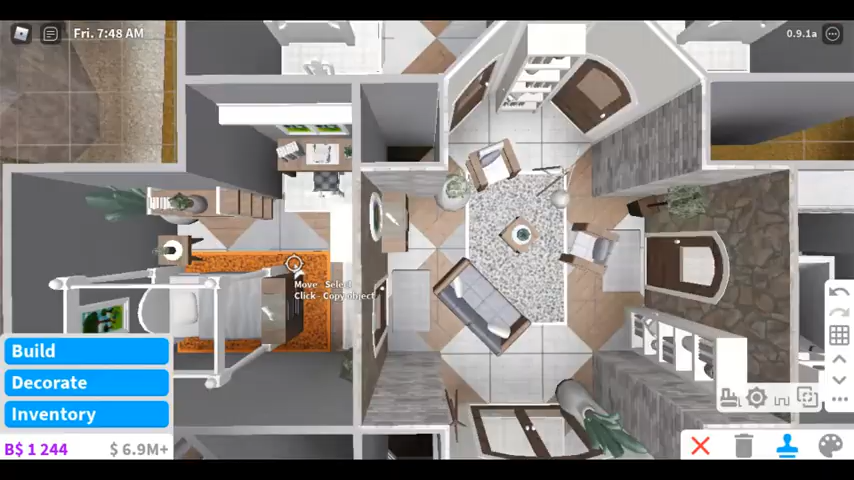 Fri. 7:48 AM
0.9.1a
Move - Select
Click - Copy object
Build
Decorate
Inventory
B$ 1 244
$ 6.9M+